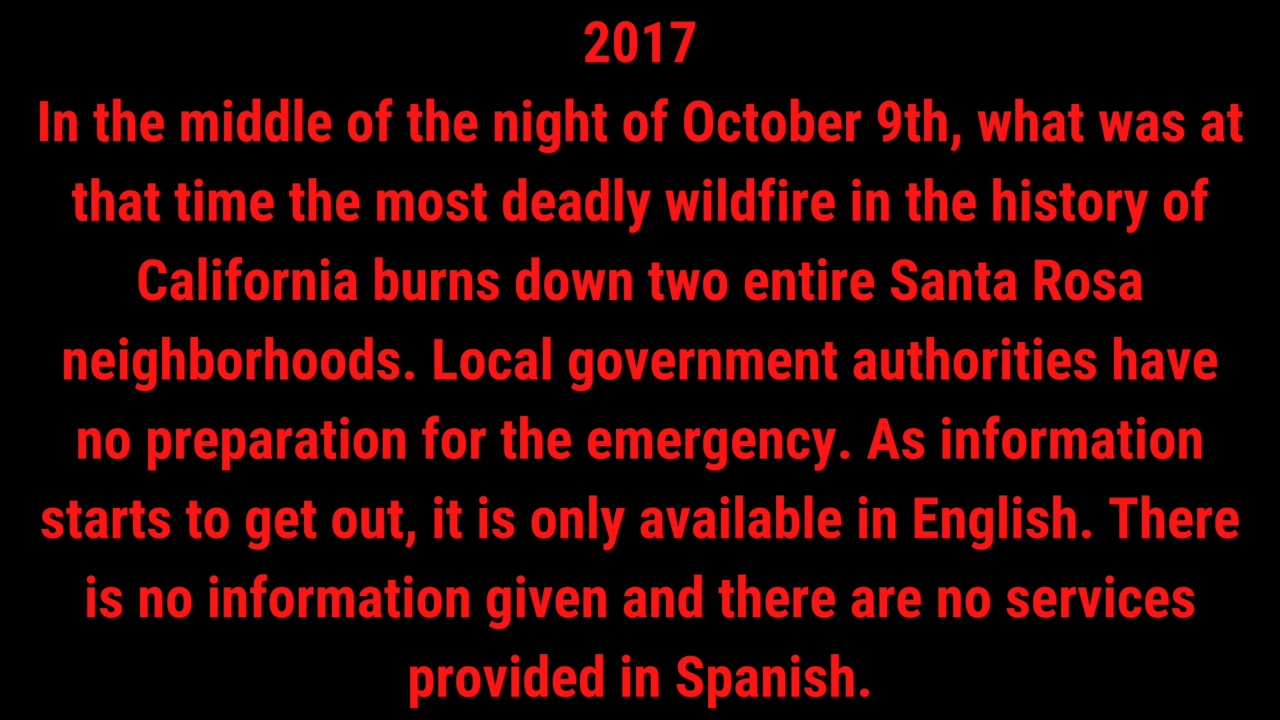 2017
In the middle of the night of October 9th, what was at
that time the most deadly wildfire in the history of
California burns down two entire Santa Rosa
neighborhoods. Local government authorities have
no preparation for the emergency. As information
starts to get out, it is only available in English. There
is no information given and there are no services
provided in Spanish.